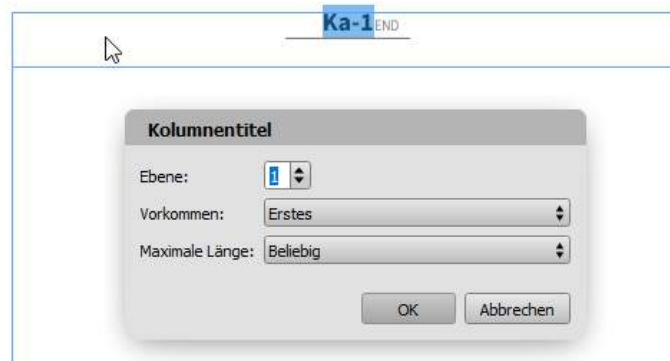 Ka-1END
Kolumnentitel
Ebene: 1
Vorkommen: Erstes
Maximale Länge: Beliebig
OK Abbrechen